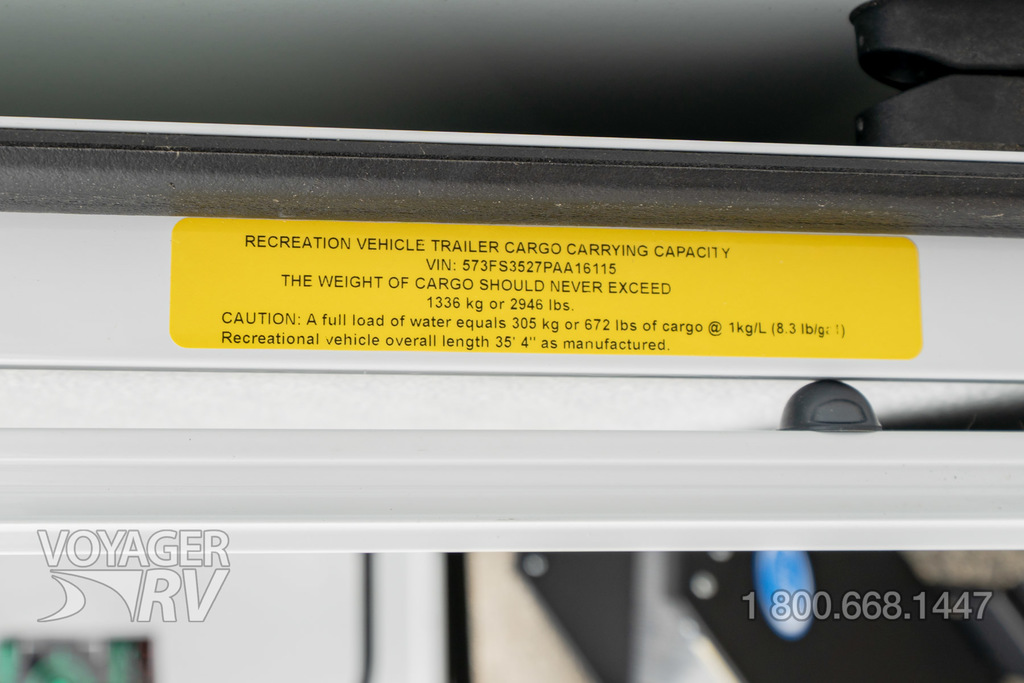 RECREATION VEHICLE TRAILER CARGO CARRYING CAPACITY
VIN: 573FS3527PAA16115
THE WEIGHT OF CARGO SHOULD NEVER EXCEED
1336 kg or 2946 lbs.
CAUTION: A full load of water equals 305 kg or 672 lbs of cargo @ 1kg/L
Recreational vehicle overall length 35' 4" as manufactured.
VOYAGER
RV
1 800.668.1447